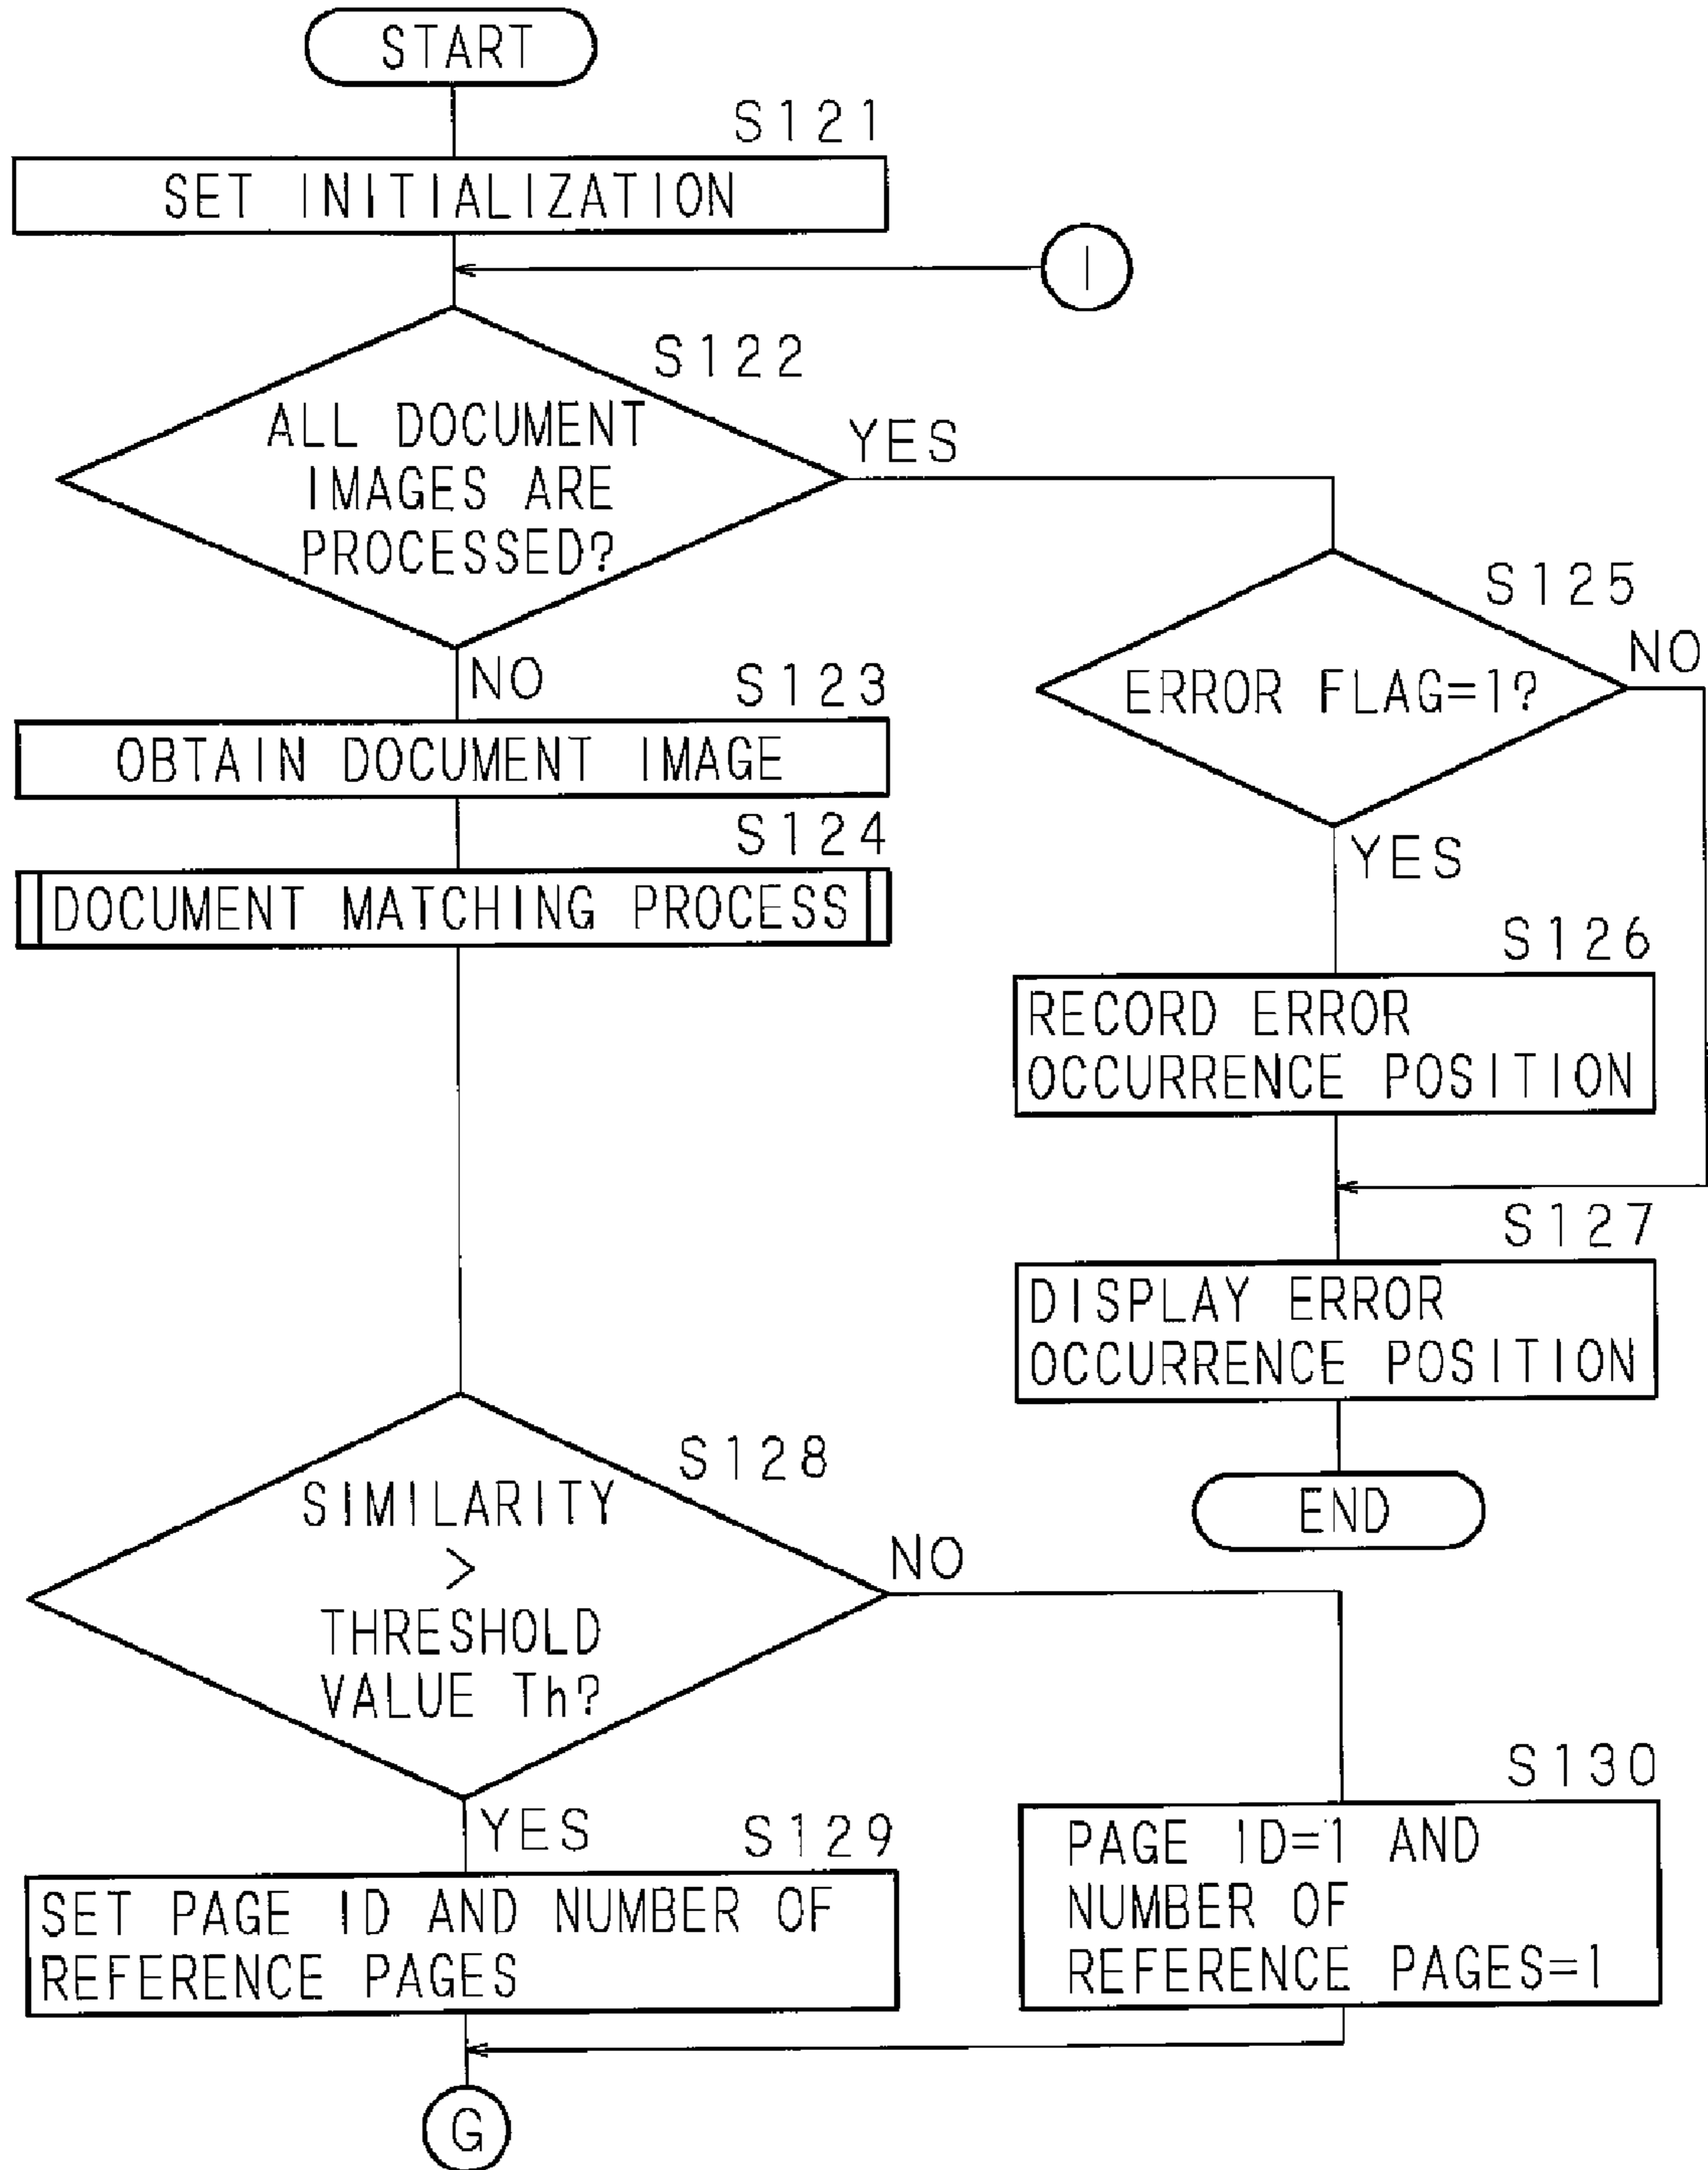 START
S121
SET INITIALIZATION
I
S122
ALL DOCUMENT
IMAGES ARE
PROCESSED?
YES
NO
S123
OBTAIN DOCUMENT IMAGE
S124
DOCUMENT MATCHING PROCESS
S125
ERROR FLAG=1?
NO
YES
S126
RECORD ERROR
OCCURRENCE POSITION
S127
DISPLAY ERROR
OCCURRENCE POSITION
END
S128
SIMILARITY
>
THRESHOLD
VALUE Th?
NO
YES
S129
SET PAGE ID AND NUMBER OF
REFERENCE PAGES
S130
PAGE ID=1 AND
NUMBER OF
REFERENCE PAGES=1
G